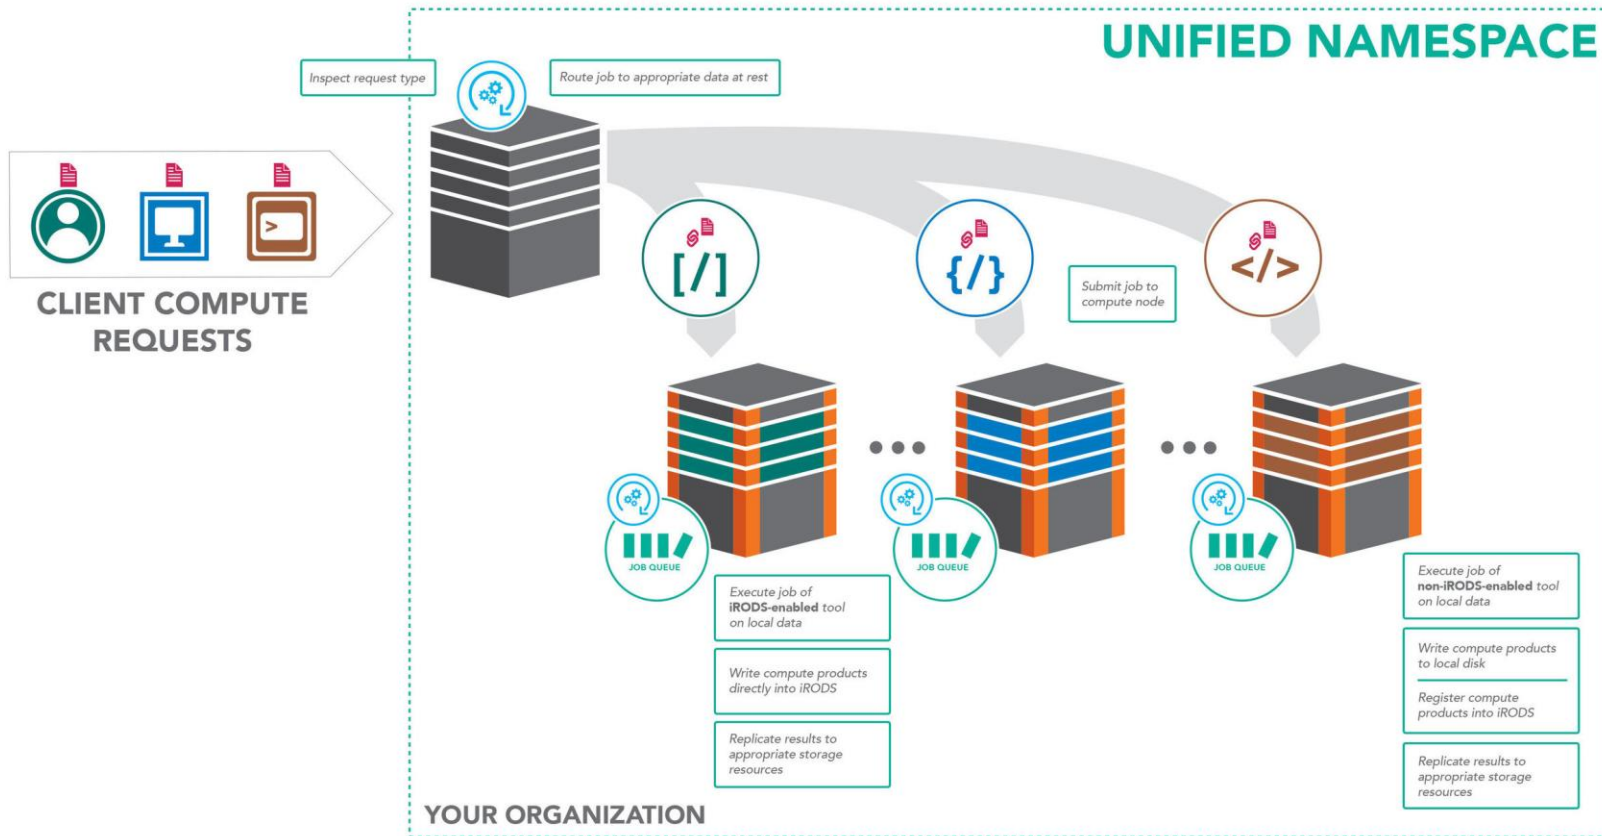 UNIFIED NAMESPACE
Inspect request type
Route job to appropriate data at rest
CLIENT COMPUTE
REQUESTS
[/]
{/}
</>
>
Submit job to
compute node
JOB QUEUE
JOB QUEUE
JOB QUEUE
Execute job of
iRODS-enabled tool
on local data
Write compute products
directly into iRODS
Replicate results to
appropriate storage
resources
Execute job of
non-iRODS-enabled tool
on local data
Write compute products
to local disk
Register compute
products into iRODS
Replicate results to
appropriate storage
resources
YOUR ORGANIZATION